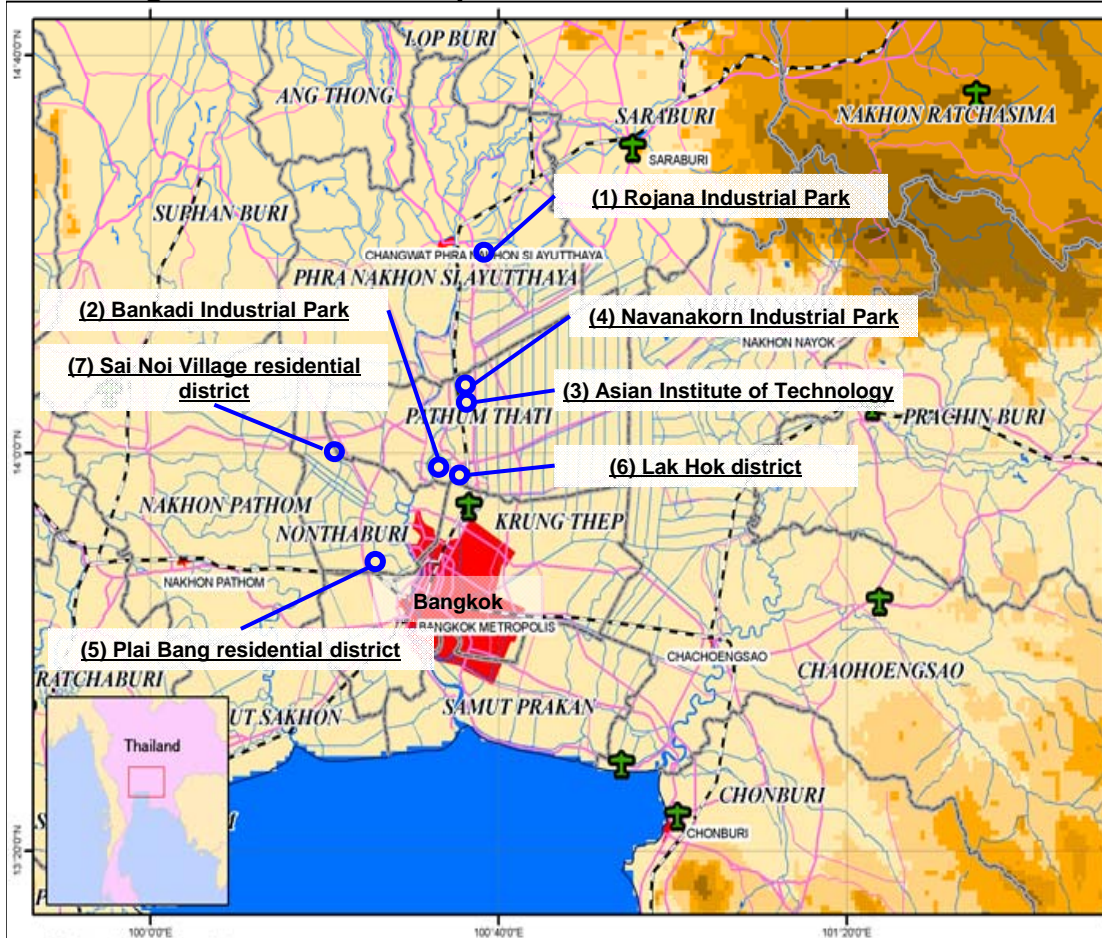 LOP BURI
14°40'0"N
ANG THONG
SARABURI
NAKHON RATCHASIMA
SARABURI
(1) Rojana Industrial Park
SUPHAN BURI
CHANGWAT PHRA NAKHON SI AYUTTHAYA
PHRA NAKHON SI AYUTTHAYA
(2) Bankadi Industrial Park
(4) Navanakorn Industrial Park
NAKHON NAYOK
(7) Sai Noi Village residential
district
(3) Asian Institute of Technology
PATHUM THATI
PRACHIN BURI
14°0'0"N
(6) Lak Hok district
NAKHON PATHOM
KRUNG THEP
NONTHABURI
NAKHON PATHOM
Bangkok
BANGKOK METROPOLIS
(5) Plai Bang residential district
CHACHOENGSAO
CHAOHOENGSAO
RATCHABURI
UT SAKHON
SAMUT PRAKAN
Thailand
CHONBURI
CHONBURI
13°20'0"N
100°0'0"E
100°40'0"E
101°20'0"E